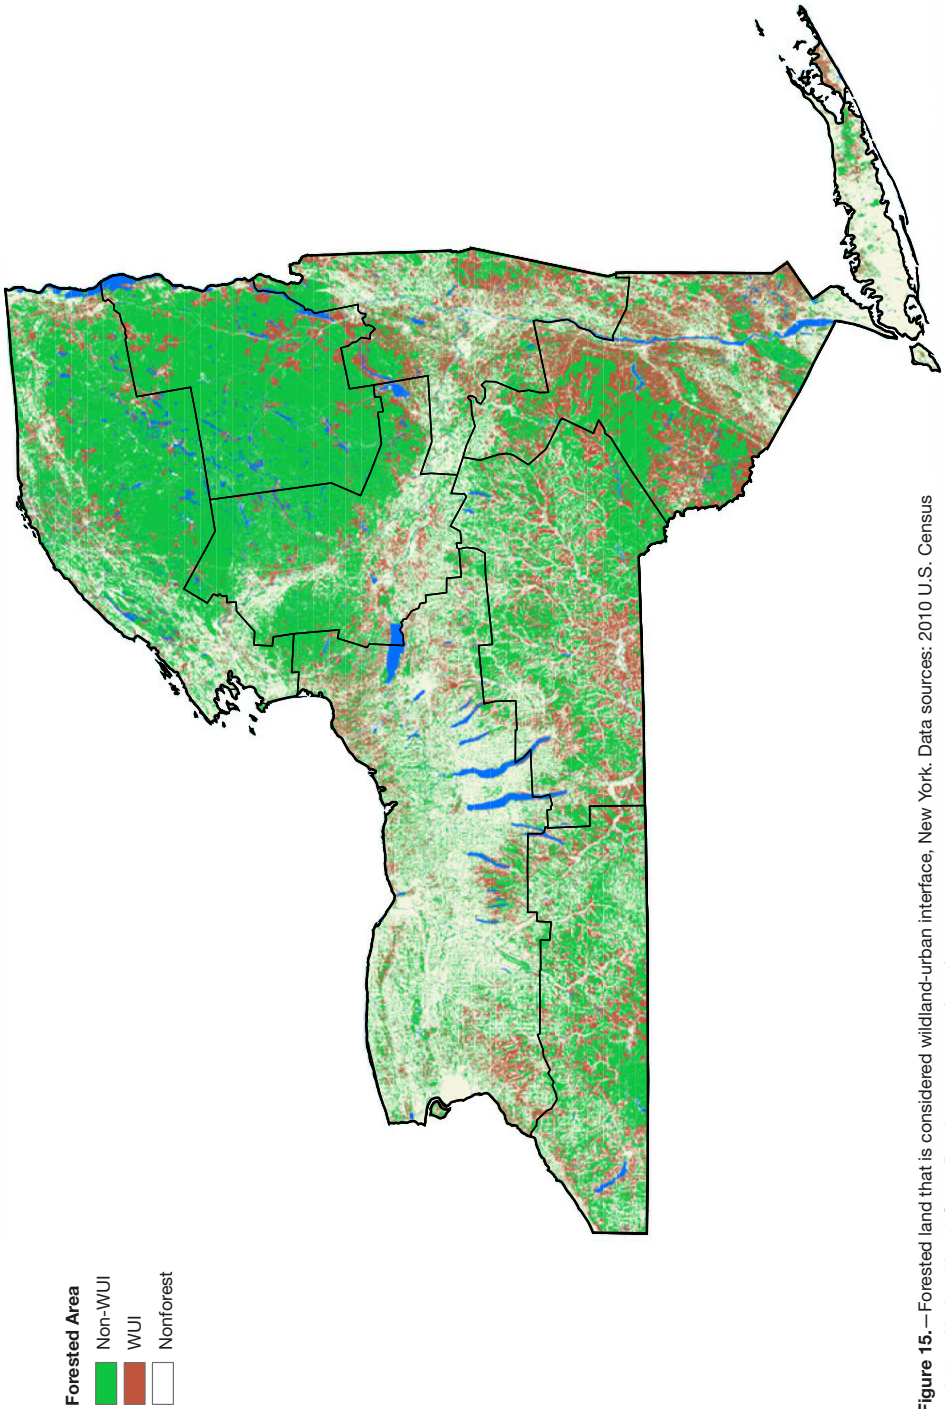 Forested Area
Non-WUI
WUI
Nonforest
Figure 15.—Forested land that is considered wildland-urban interface, New York. Data sources: 2010 U.S. Census